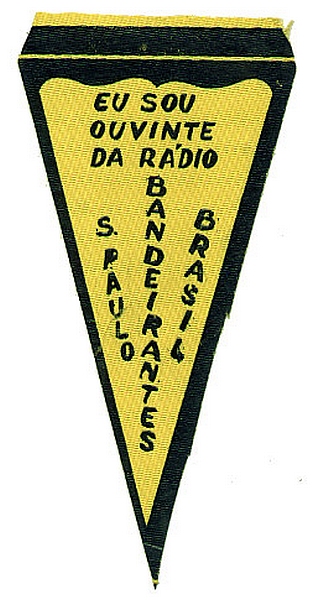 EU SOU
OUVINTE
DA RÁDIO
BANDEIRANTES
S. PAULO
BRASIL